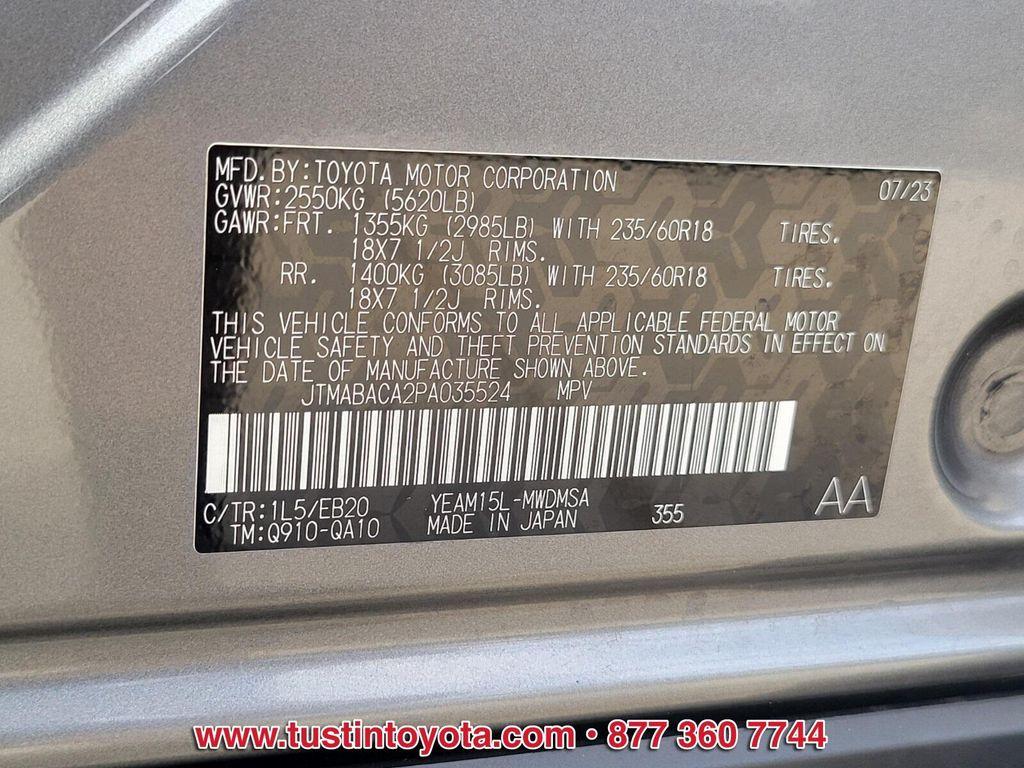 MFD. BY: TOYOTA MOTOR CORPORATION 07/23
GVWR: 2550KG (5620LB)
GAWR: FRT. 1355KG (2985LB) WITH 235/60R18 TIRES.
18X7 1/2J RIMS.
RR. 1400KG (3085LB) WITH 235/60R18 TIRES.
18X7 1/2J RIMS.
THIS VEHICLE CONFORMS TO ALL APPLICABLE FEDERAL MOTOR
VEHICLE SAFETY AND THEFT PREVENTION STANDARDS IN EFFECT ON
THE DATE OF MANUFACTURE SHOWN ABOVE.
JTMABACA2PA035524 MPV
C/TR: 1L5/EB20 YEAM15L-MWDMSA
TM: Q910-QA10 MADE IN JAPAN 355 AA
www.tustintoyota.com • 877 360 7744